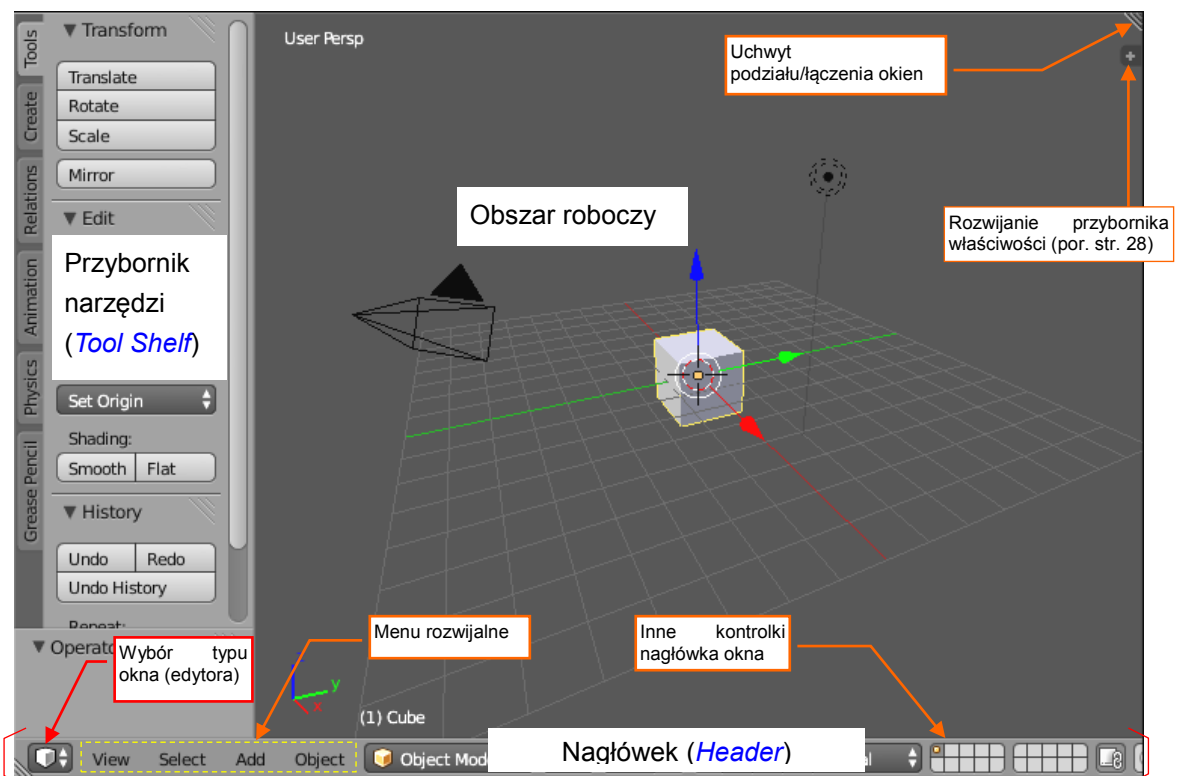 Tools
Create
Relations
Animation
Physics
Grease Pencil
Transform
Translate
Rotate
Scale
Mirror
Edit
Przybornik
narzędzi
(Tool Shelf)
Set Origin
Shading:
Smooth Flat
History
Undo Redo
Undo History
Repeat:
Operato
Wybór typu
okna (edytora)
User Persp
Uchwyt
podziału/łączenia okien
Obszar roboczy
Rozwijanie przybornika
właściwości (por. str. 28)
Menu rozwijalne
Inne kontrolki
nagłówka okna
z
y
x
(1) Cube
View Select Add Object Object Mod
Nagłówek (Header)
al